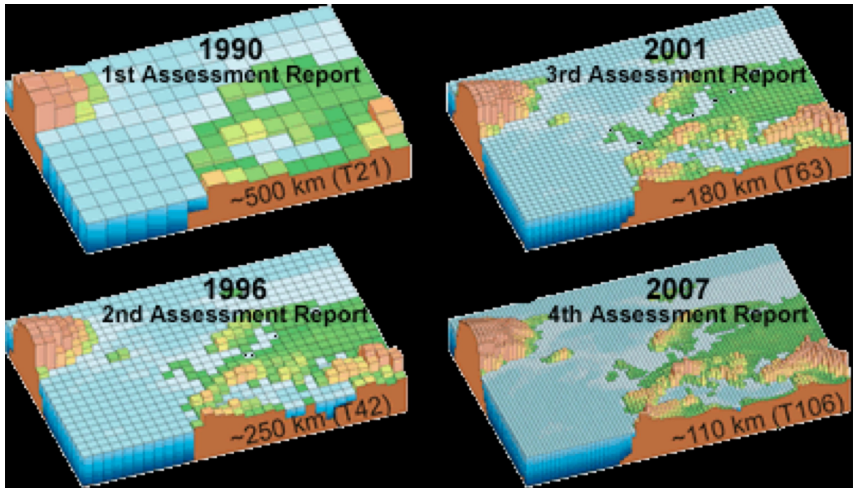 1990
1st Assessment Report
~500 km (T21)
2001
3rd Assessment Report
~180 km (T63)
1996
2nd Assessment Report
~250 km (T42)
2007
4th Assessment Report
~110 km (T106)